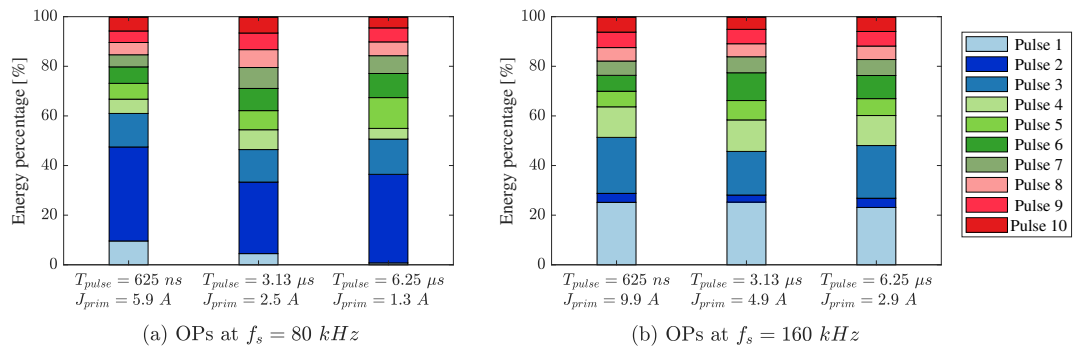 Energy percentage [%]
100
80
60
40
20
0
T_pulse = 625 ns
J_prim = 5.9 A
T_pulse = 3.13 μs
J_prim = 2.5 A
T_pulse = 6.25 μs
J_prim = 1.3 A
(a) OPs at f_s = 80 kHz
Energy percentage [%]
100
80
60
40
20
0
T_pulse = 625 ns
J_prim = 9.9 A
T_pulse = 3.13 μs
J_prim = 4.9 A
T_pulse = 6.25 μs
J_prim = 2.9 A
(b) OPs at f_s = 160 kHz
Pulse 1
Pulse 2
Pulse 3
Pulse 4
Pulse 5
Pulse 6
Pulse 7
Pulse 8
Pulse 9
Pulse 10